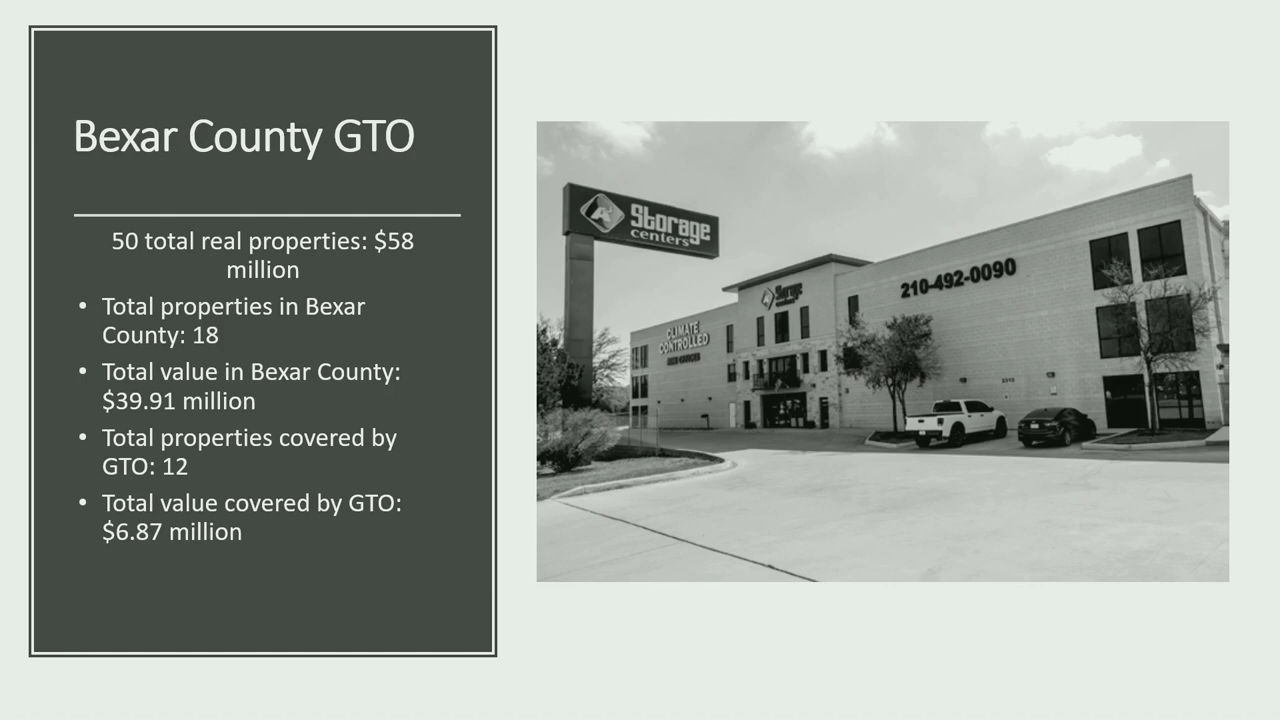 Bexar County GTO
50 total real properties: $58
million
• Total properties in Bexar
County: 18
• Total value in Bexar County:
$39.91 million
• Total properties covered by
GTO: 12
• Total value covered by GTO:
$6.87 million
A+
Storage
centers
Storage
210-492-0090
CLIMATE
CONTROLLED